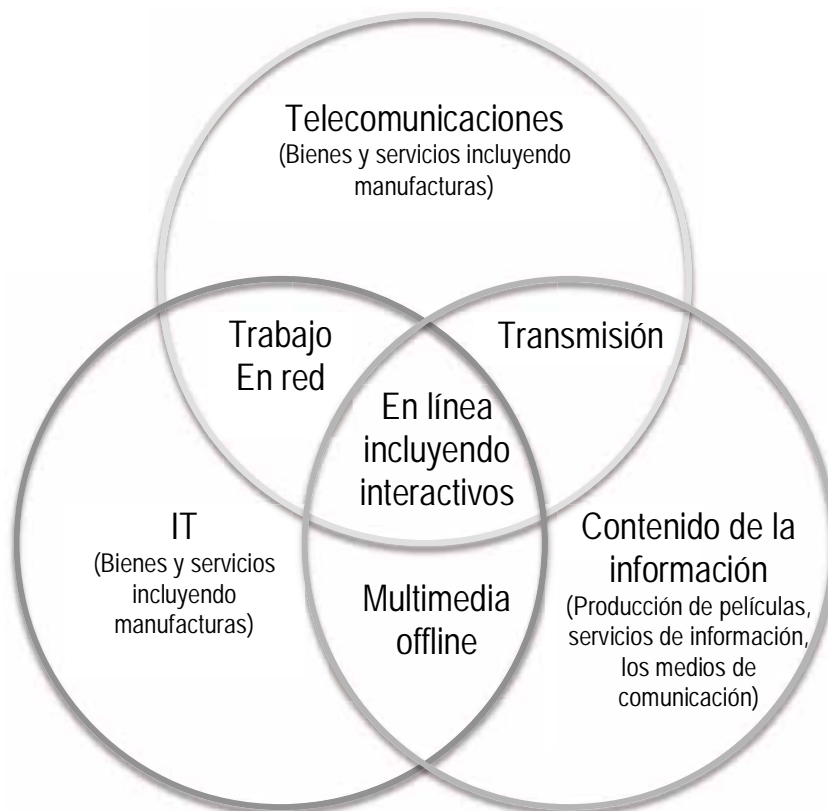 Telecomunicaciones
(Bienes y servicios incluyendo
manufacturas)
Trabajo
En red
Transmisión
En línea
incluyendo
interactivos
IT
(Bienes y servicios
incluyendo
manufacturas)
Multimedia
offline
Contenido de la
información
(Producción de películas,
servicios de información,
los medios de
comunicación)